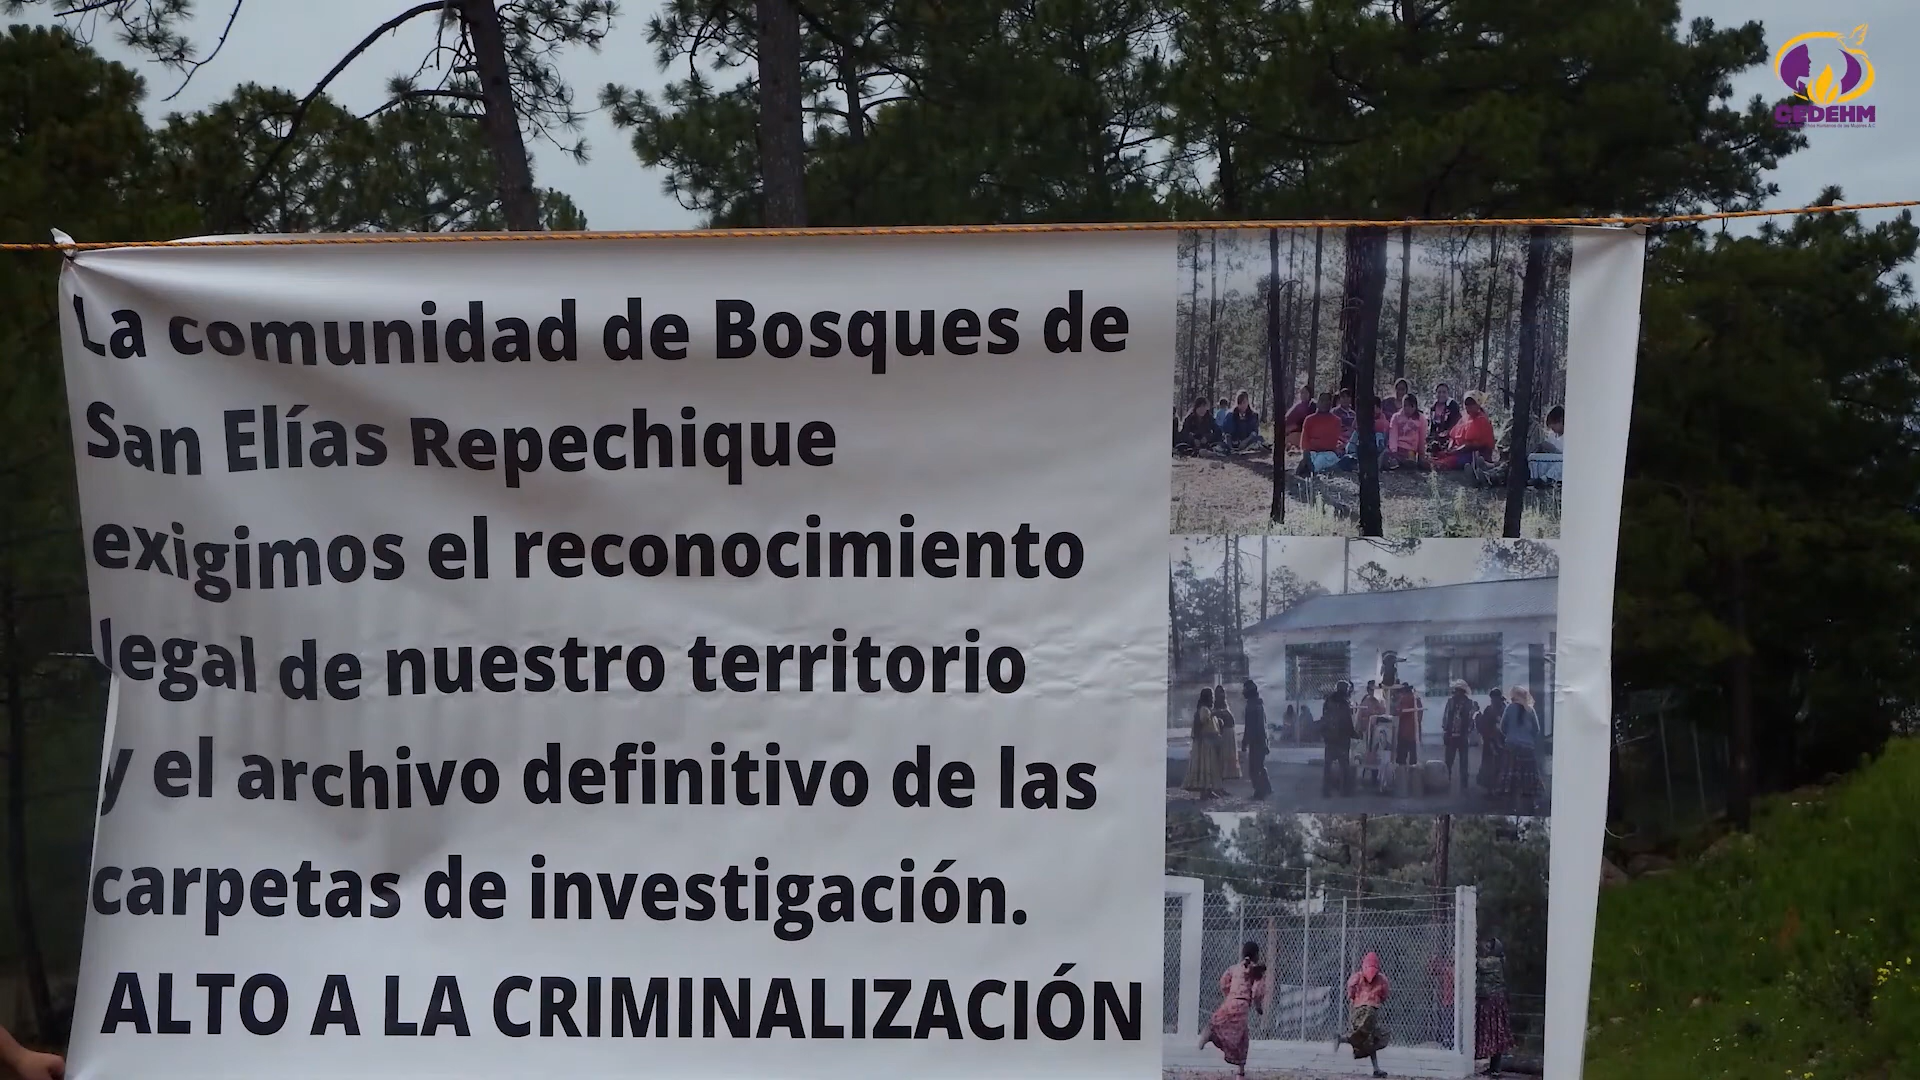 CEDEHM
La comunidad de Bosques de
San Elías Repechique
exigimos el reconocimiento
legal de nuestro territorio
y el archivo definitivo de las
carpetas de investigación.
ALTO A LA CRIMINALIZACIÓN